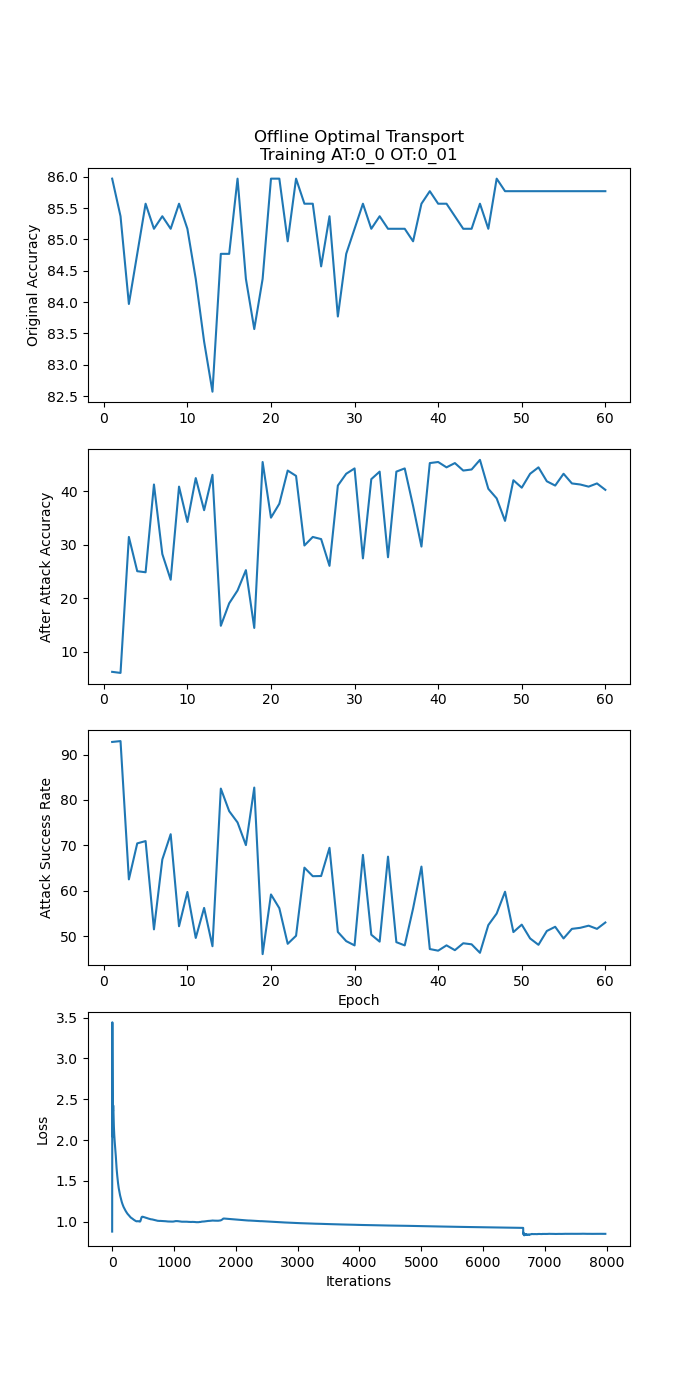 Offline Optimal Transport
Training AT:0_0 OT:0_01
86.0
85.5
85.0
84.5
84.0
83.5
83.0
82.5
Original Accuracy
0 10 20 30 40 50 60
40
30
20
10
After Attack Accuracy
0 10 20 30 40 50 60
90
80
70
60
50
Attack Success Rate
0 10 20 30 40 50 60
Epoch
3.5
3.0
2.5
2.0
1.5
1.0
Loss
0 1000 2000 3000 4000 5000 6000 7000 8000
Iterations